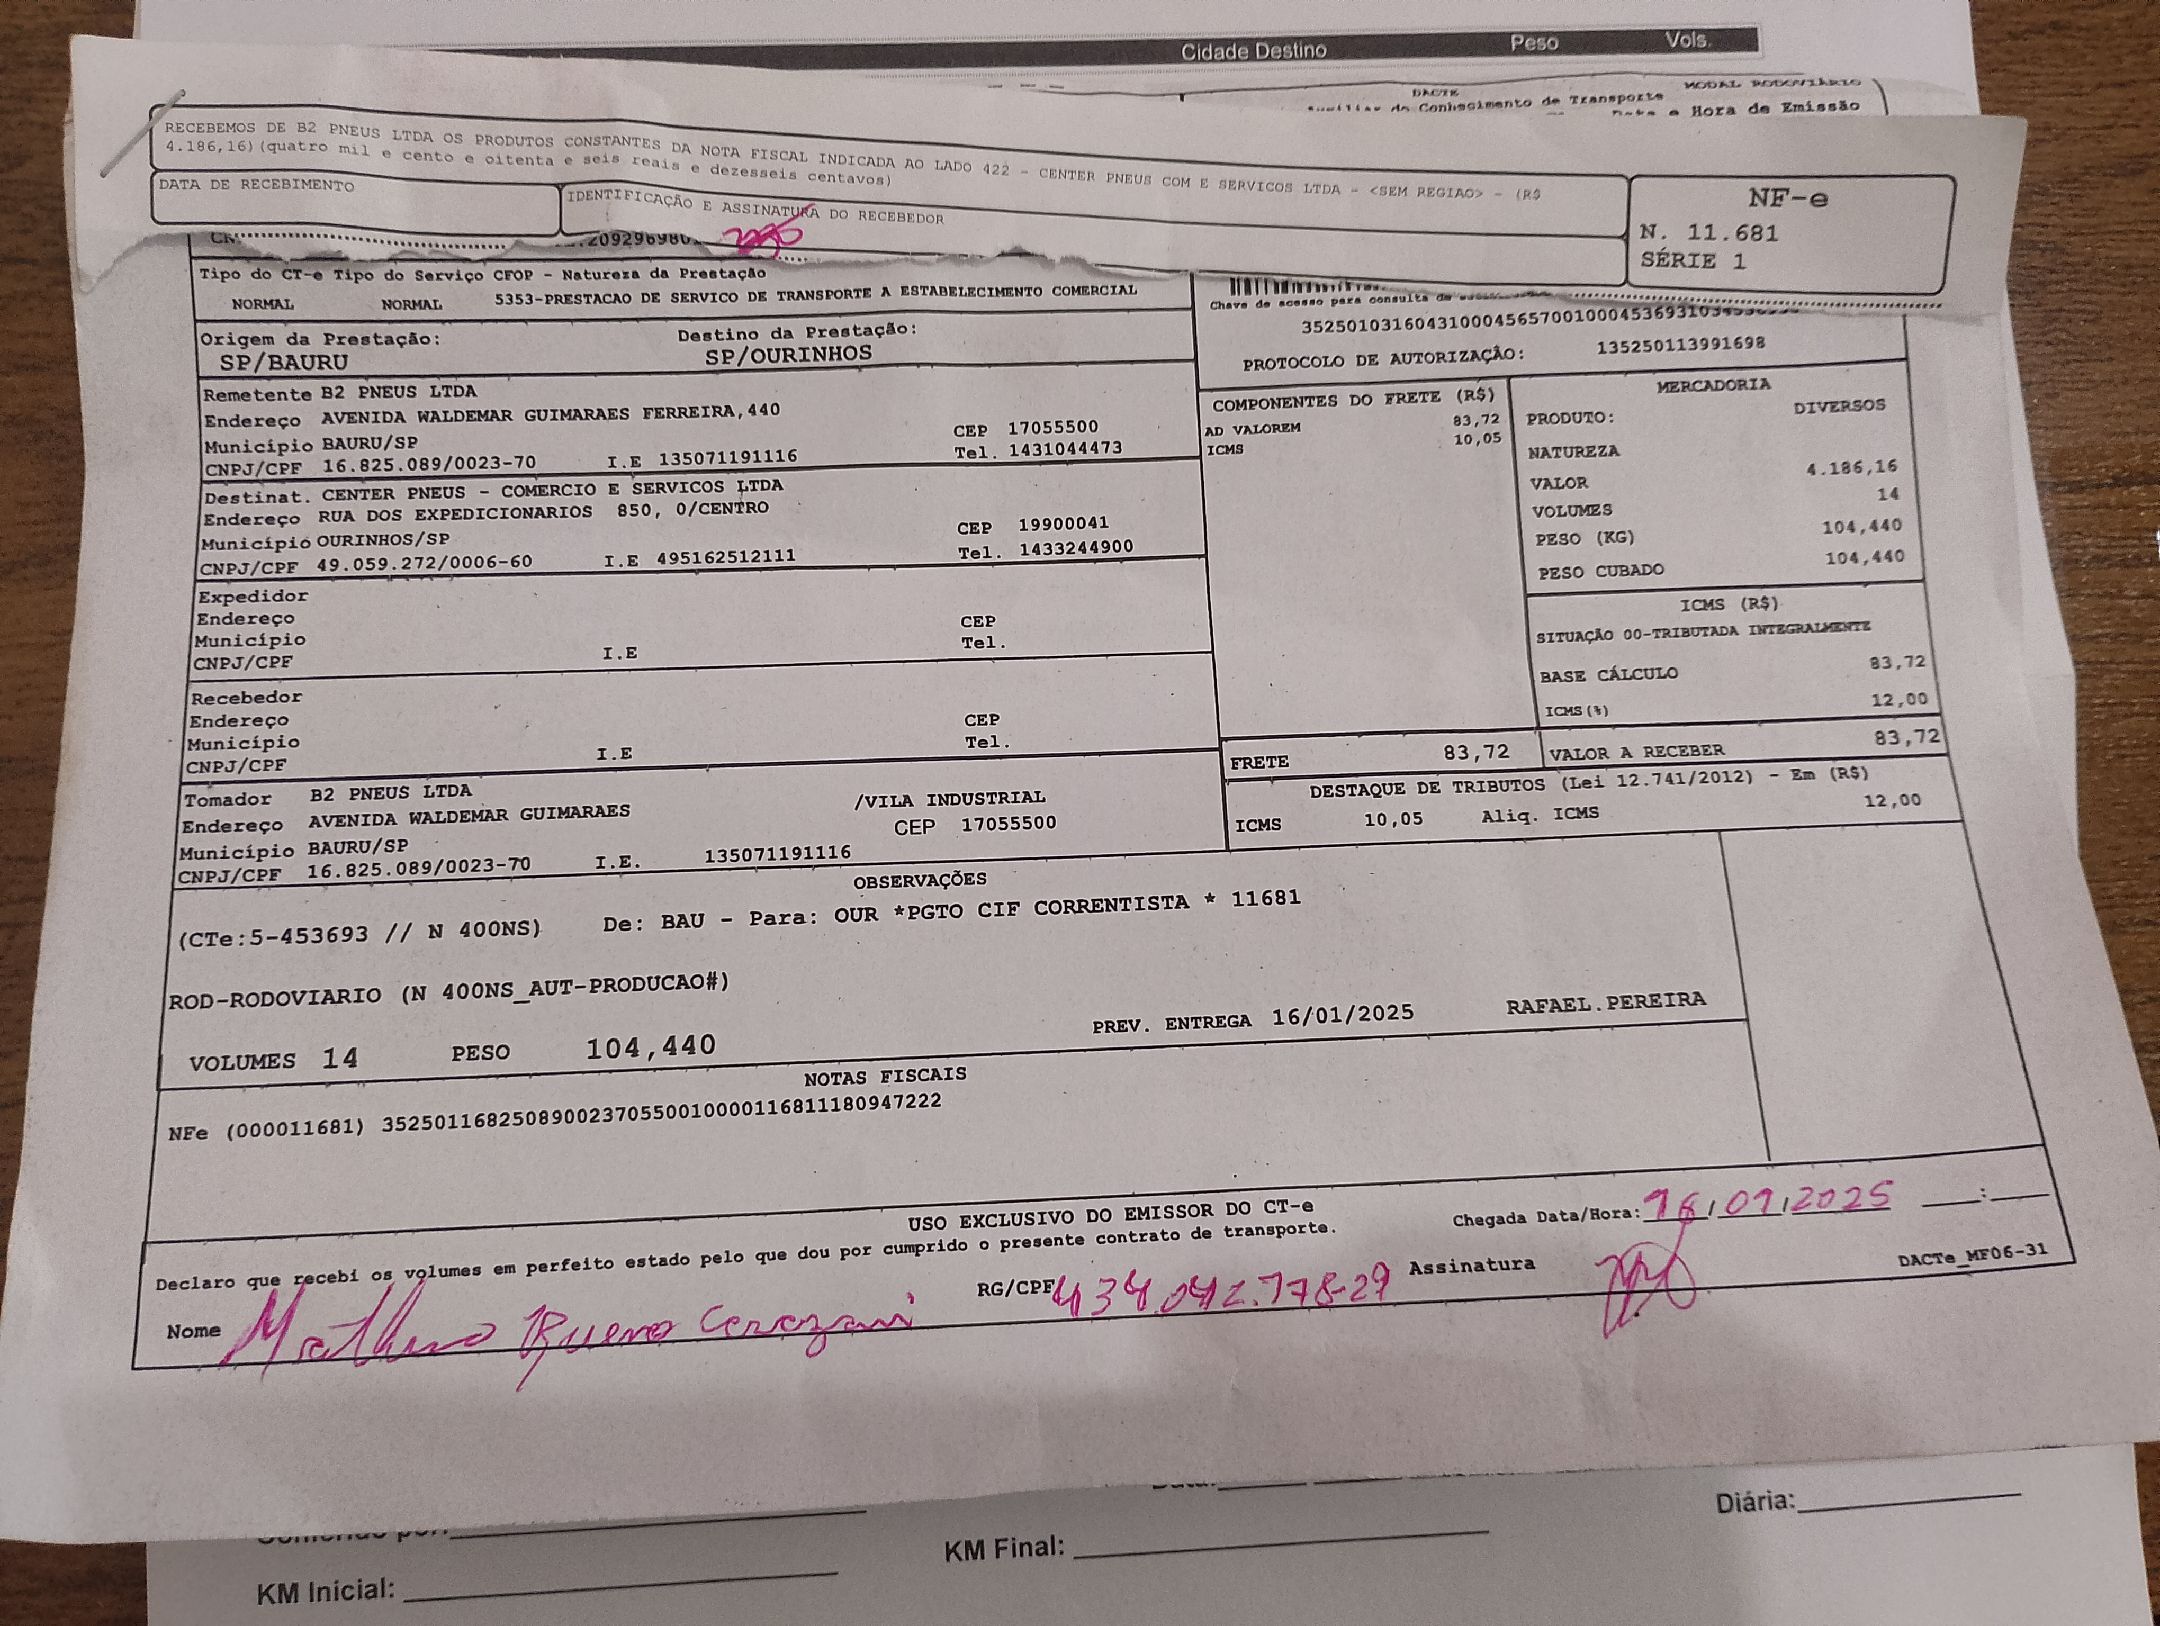 Cidade Destino Peso Vols.
DACTE MODAL RODOVIÁRIO
do Conhecimento de Transporte
e Hora de Emissão
RECEBEMOS DE B2 PNEUS LTDA OS PRODUTOS CONSTANTES DA NOTA FISCAL INDICADA AO LADO 422 - CENTER PNEUS COM E SERVICOS LTDA - <SEM REGIAO> - (R$
4.186,16)(quatro mil e cento e oitenta e seis reais e dezesseis centavos)
DATA DE RECEBIMENTO
IDENTIFICAÇÃO E ASSINATURA DO RECEBEDOR
NF-e
N. 11.681
SÉRIE 1
Tipo do CT-e Tipo do Serviço CFOP - Natureza da Prestação
NORMAL NORMAL 5353-PRESTACAO DE SERVICO DE TRANSPORTE A ESTABELECIMENTO COMERCIAL
Chave de acesso para consulta
Origem da Prestação: Destino da Prestação:
SP/BAURU SP/OURINHOS
PROTOCOLO DE AUTORIZAÇÃO: 135250113991698
Remetente B2 PNEUS LTDA
Endereço AVENIDA WALDEMAR GUIMARAES FERREIRA,440
Município BAURU/SP CEP 17055500
CNPJ/CPF 16.825.089/0023-70 I.E 135071191116 Tel. 1431044473
Destinat. CENTER PNEUS - COMERCIO E SERVICOS LTDA
Endereço RUA DOS EXPEDICIONARIOS 850, 0/CENTRO
Município OURINHOS/SP CEP 19900041
CNPJ/CPF 49.059.272/0006-60 I.E 495162512111 Tel. 1433244900
Expedidor
Endereço
Município CEP
CNPJ/CPF I.E Tel.
Recebedor
Endereço
Município CEP
CNPJ/CPF I.E Tel.
Tomador B2 PNEUS LTDA
Endereço AVENIDA WALDEMAR GUIMARAES /VILA INDUSTRIAL
Município BAURU/SP CEP 17055500
CNPJ/CPF 16.825.089/0023-70 I.E. 135071191116
COMPONENTES DO FRETE (R$)
AD VALOREM 83,72
ICMS 10,05
MERCADORIA
PRODUTO: DIVERSOS
NATUREZA
VALOR 4.186,16
VOLUMES 14
PESO (KG) 104,440
PESO CUBADO 104,440
ICMS (R$)
SITUAÇÃO 00-TRIBUTADA INTEGRALMENTE
BASE CÁLCULO 83,72
ICMS(%) 12,00
FRETE 83,72 VALOR A RECEBER 83,72
DESTAQUE DE TRIBUTOS (Lei 12.741/2012) - Em (R$)
ICMS 10,05 Aliq. ICMS 12,00
OBSERVAÇÕES
(CTe:5-453693 // N 400NS) De: BAU - Para: OUR *PGTO CIF CORRENTISTA * 11681
ROD-RODOVIARIO (N 400NS_AUT-PRODUCAO#)
VOLUMES 14 PESO 104,440 PREV. ENTREGA 16/01/2025 RAFAEL.PEREIRA
NOTAS FISCAIS
NFe (000011681) 35250116825089002370550010000116811180947222
USO EXCLUSIVO DO EMISSOR DO CT-e
Declaro que recebi os volumes em perfeito estado pelo que dou por cumprido o presente contrato de transporte.
Chegada Data/Hora: 16/01/2025 ___:___
Nome Matheus Bueno Cerezani RG/CPF 434.042.778-29 Assinatura
DACTe_MF06-31
Diária:
KM Final:
KM Inicial: